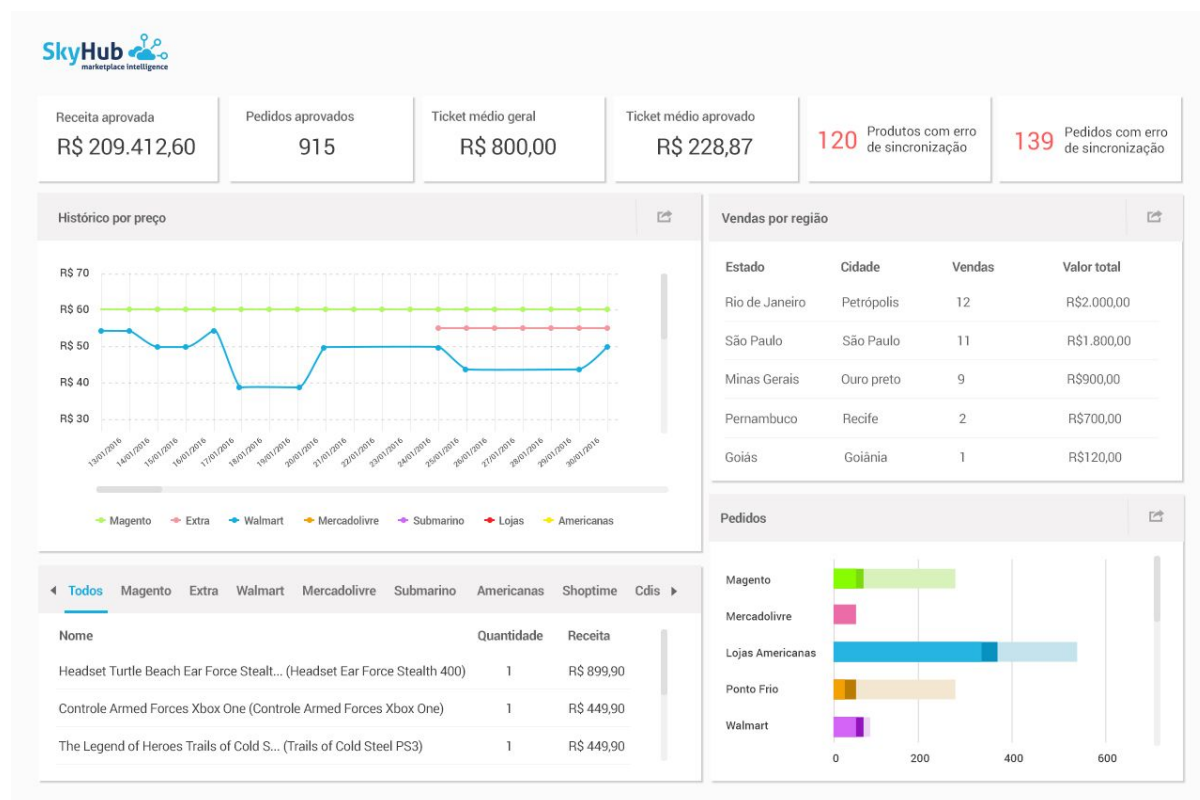 SkyHub
marketplace intelligence
Receita aprovada
R$ 209.412,60
Pedidos aprovados
915
Ticket médio geral
R$ 800,00
Ticket médio aprovado
R$ 228,87
120 Produtos com erro
de sincronização
139 Pedidos com erro
de sincronização
Histórico por preço
R$ 70
R$ 60
R$ 50
R$ 40
R$ 30
13/01/2016 14/01/2016 15/01/2016 16/01/2016 17/01/2016 18/01/2016 19/01/2016 20/01/2016 21/01/2016 22/01/2016 23/01/2016 24/01/2016 25/01/2016 26/01/2016 27/01/2016 28/01/2016 29/01/2016 30/01/2016
Magento Extra Walmart Mercadolivre Submarino Lojas Americanas
Vendas por região
Estado Cidade Vendas Valor total
Rio de Janeiro Petrópolis 12 R$2.000,00
São Paulo São Paulo 11 R$1.800,00
Minas Gerais Ouro preto 9 R$900,00
Pernambuco Recife 2 R$700,00
Goiás Goiânia 1 R$120,00
Todos Magento Extra Walmart Mercadolivre Submarino Americanas Shoptime Cdis
Nome Quantidade Receita
Headset Turtle Beach Ear Force Stealt... (Headset Ear Force Stealth 400) 1 R$ 899,90
Controle Armed Forces Xbox One (Controle Armed Forces Xbox One) 1 R$ 449,90
The Legend of Heroes Trails of Cold S... (Trails of Cold Steel PS3) 1 R$ 449,90
Pedidos
Magento
Mercadolivre
Lojas Americanas
Ponto Frio
Walmart
0 200 400 600